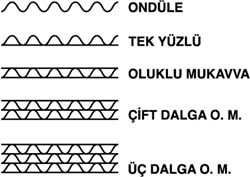 ONDÜLE
TEK YÜZLÜ
OLUKLU MUKAVVA
ÇİFT DALGA O. M.
ÜÇ DALGA O. M.